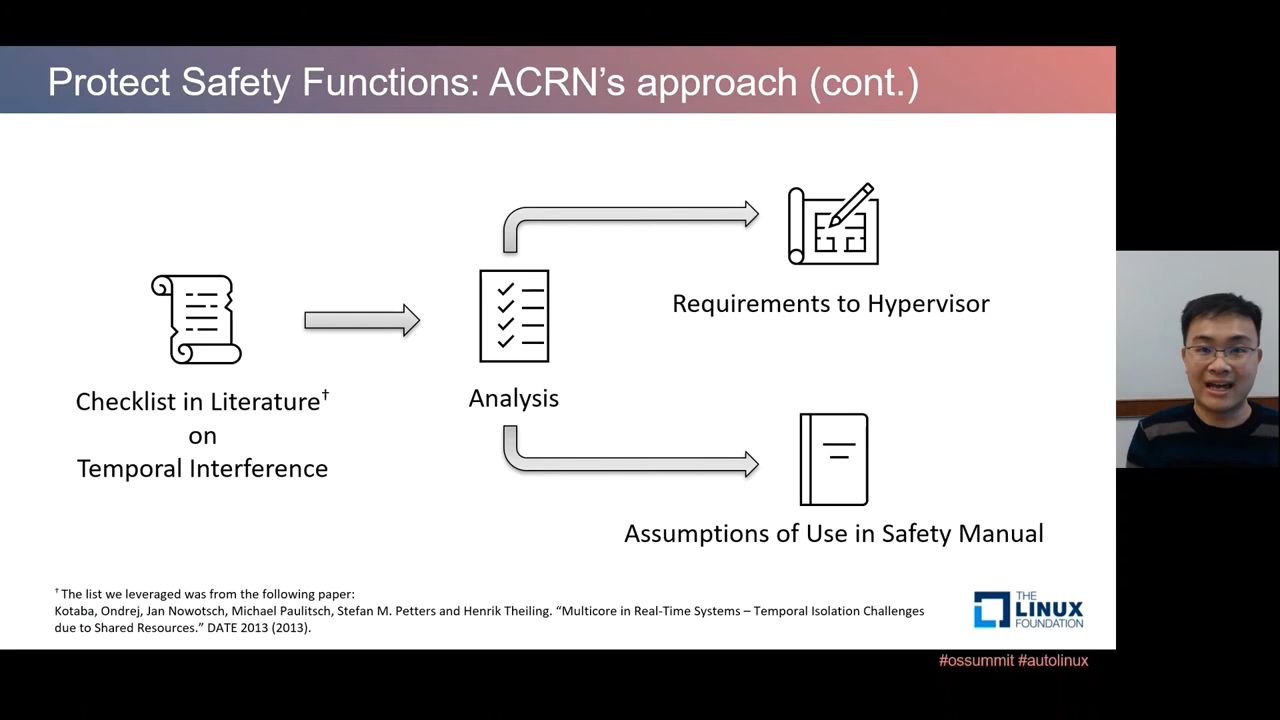 Protect Safety Functions: ACRN’s approach (cont.)
Requirements to Hypervisor
Checklist in Literature†
on
Temporal Interference
Analysis
Assumptions of Use in Safety Manual
† The list we leveraged was from the following paper:
Kotaba, Ondrej, Jan Nowotsch, Michael Paulitsch, Stefan M. Petters and Henrik Theiling. “Multicore in Real-Time Systems – Temporal Isolation Challenges
due to Shared Resources.” DATE 2013 (2013).
THE
LINUX
FOUNDATION
#ossummit #autolinux